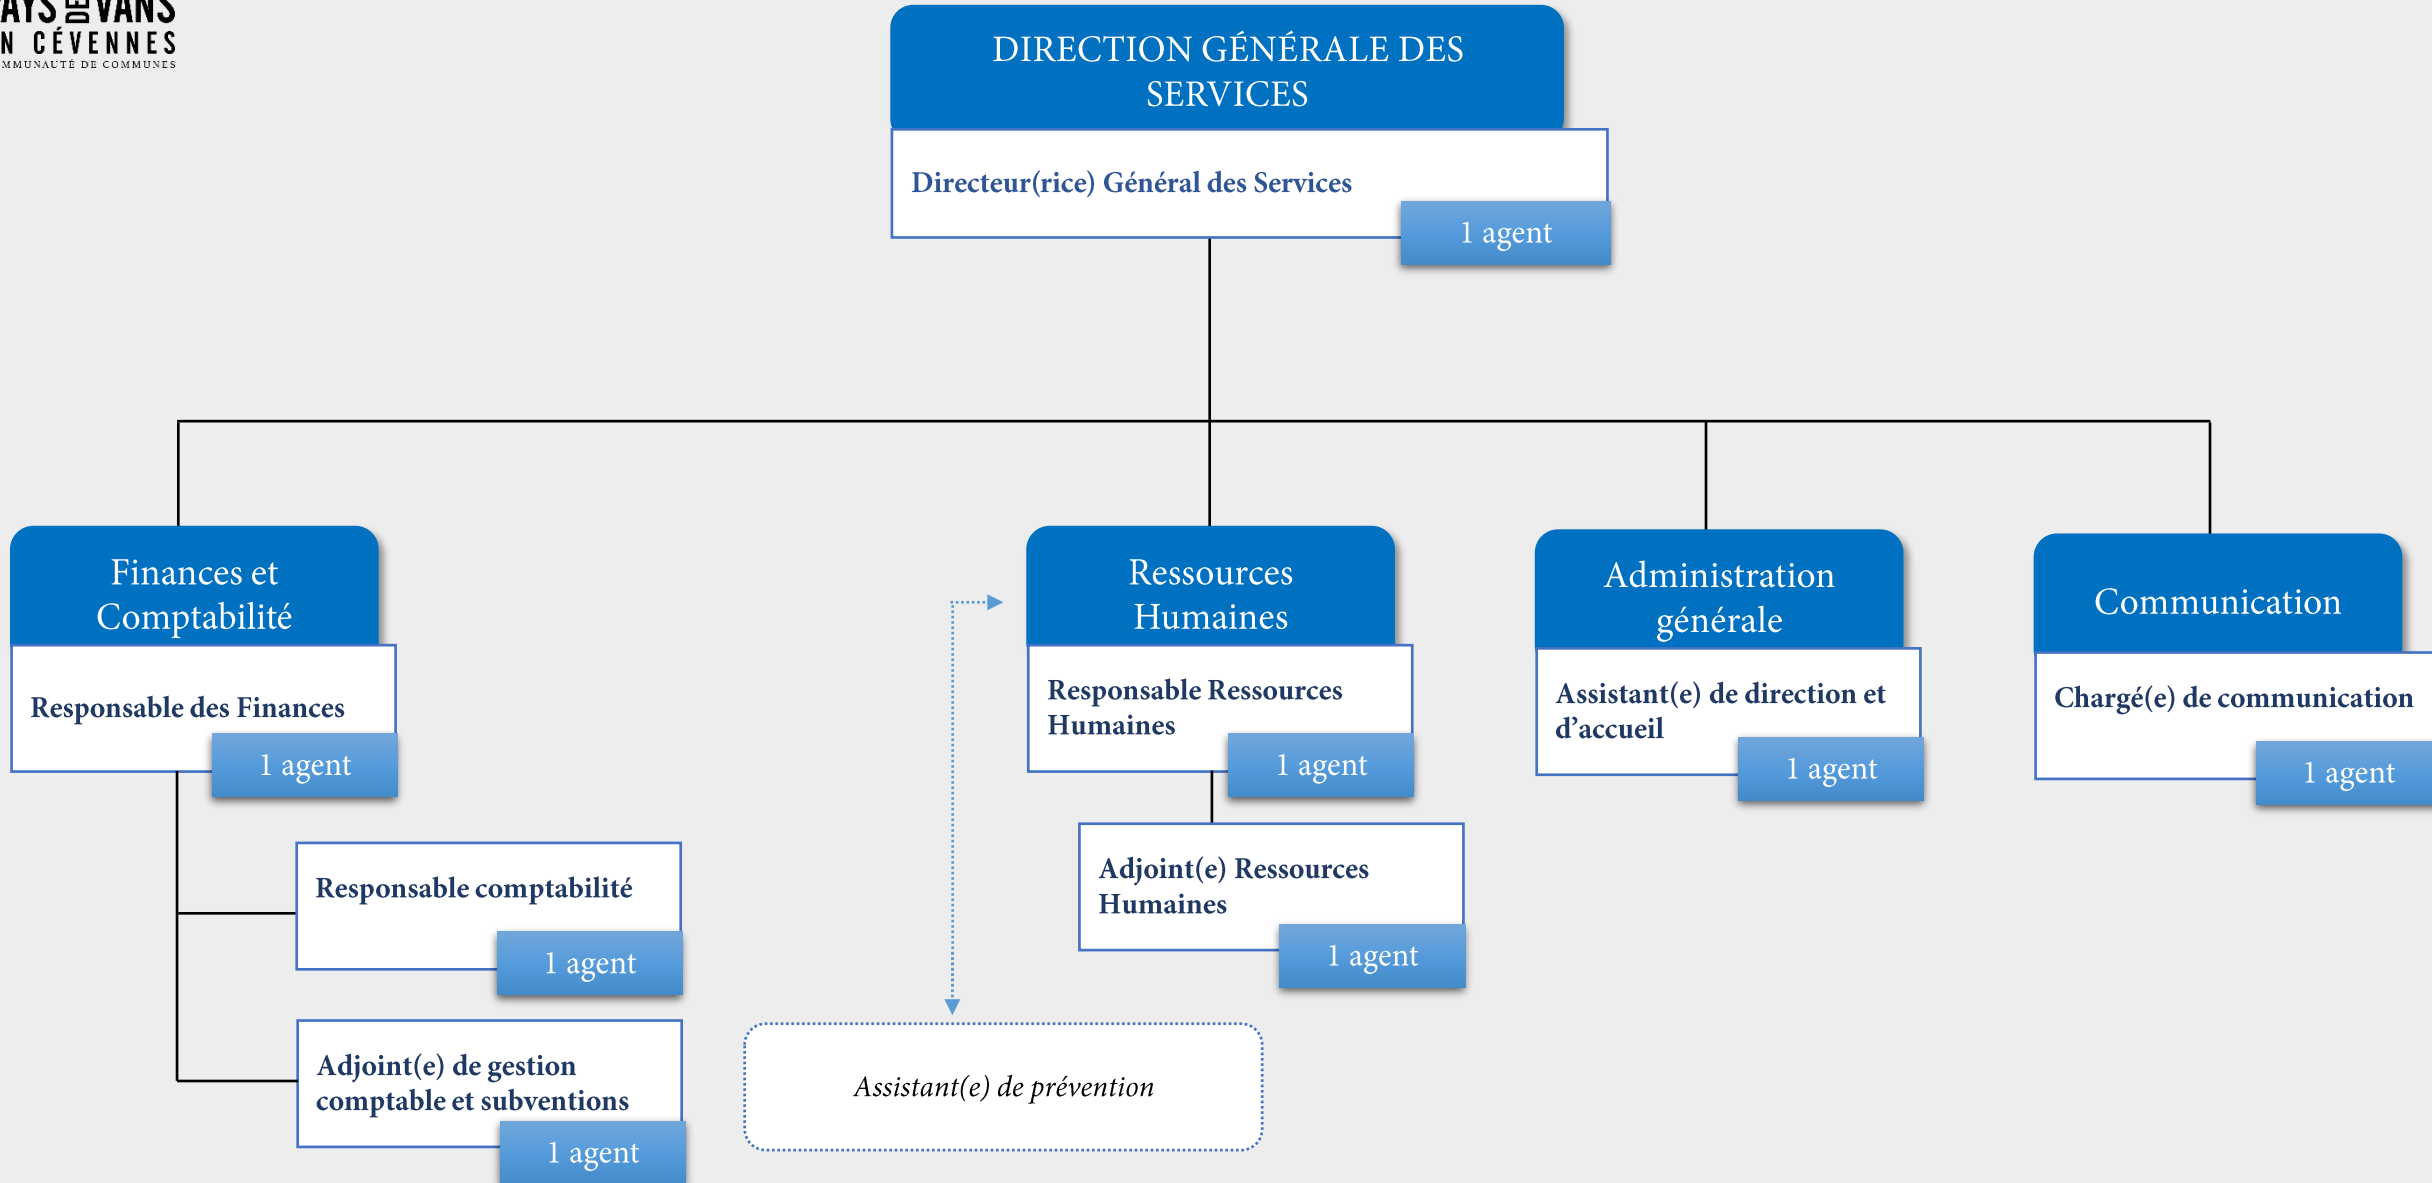 DE VANS
CÉVENNES
DE COMMUNES
DIRECTION GÉNÉRALE DES
SERVICES
Directeur(rice) Général des Services
1 agent
Finances et
Comptabilité
Responsable des Finances
1 agent
Responsable comptabilité
1 agent
Adjoint(e) de gestion
comptable et subventions
1 agent
Ressources
Humaines
Responsable Ressources
Humaines
1 agent
Adjoint(e) Ressources
Humaines
1 agent
Assistant(e) de prévention
Administration
générale
Assistant(e) de direction et
d’accueil
1 agent
Communication
Chargé(e) de communication
1 agent